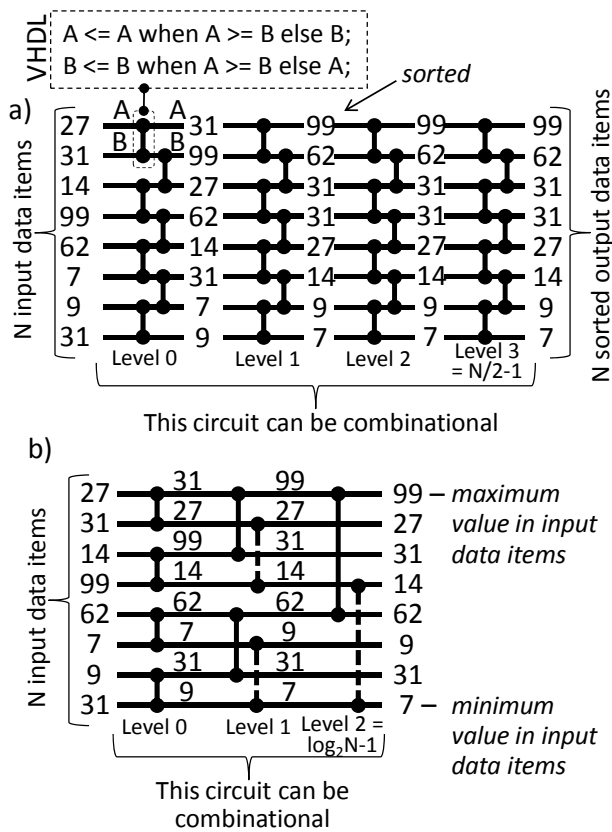 VHDL
A <= A when A >= B else B;
B <= B when A >= B else A;
sorted
a)
N input data items
A A
B B
27 31 99 99 99
31 99 62 62 62
14 27 31 31 31
99 62 31 31 31
62 14 27 27 27
7 31 14 14 14
9 7 9 9 9
31 9 7 7 7
Level 0 Level 1 Level 2 Level 3
= N/2-1
N sorted output data items
This circuit can be combinational
b)
N input data items
27 31 99 99 – maximum
31 27 27 27 value in input
14 99 31 31 data items
99 14 14 14
62 62 62 62
7 7 9 9
9 31 31 31
31 9 7 7 – minimum
value in input
data items
Level 0 Level 1 Level 2 =
log₂N-1
This circuit can be
combinational